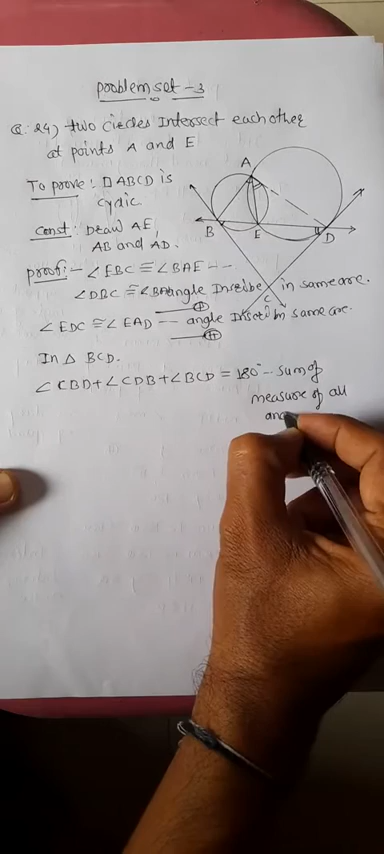 problem set - 3
Q. 24) two circles Intersect each other
at points A and E
To prove : □ABCD is
cyclic
const : Draw AE,
AB and AD.
proof :- ∠EBC ≅ ∠BAE --
∠DBC ≅ angle Inscribe in same arc.
I
∠EDC ≅ ∠EAD -- angle Inscribe in same arc.
II
In △ BCD.
∠CBD + ∠CDB + ∠BCD = 180° - sum of
measure of all
ang
A
B
E
D
C